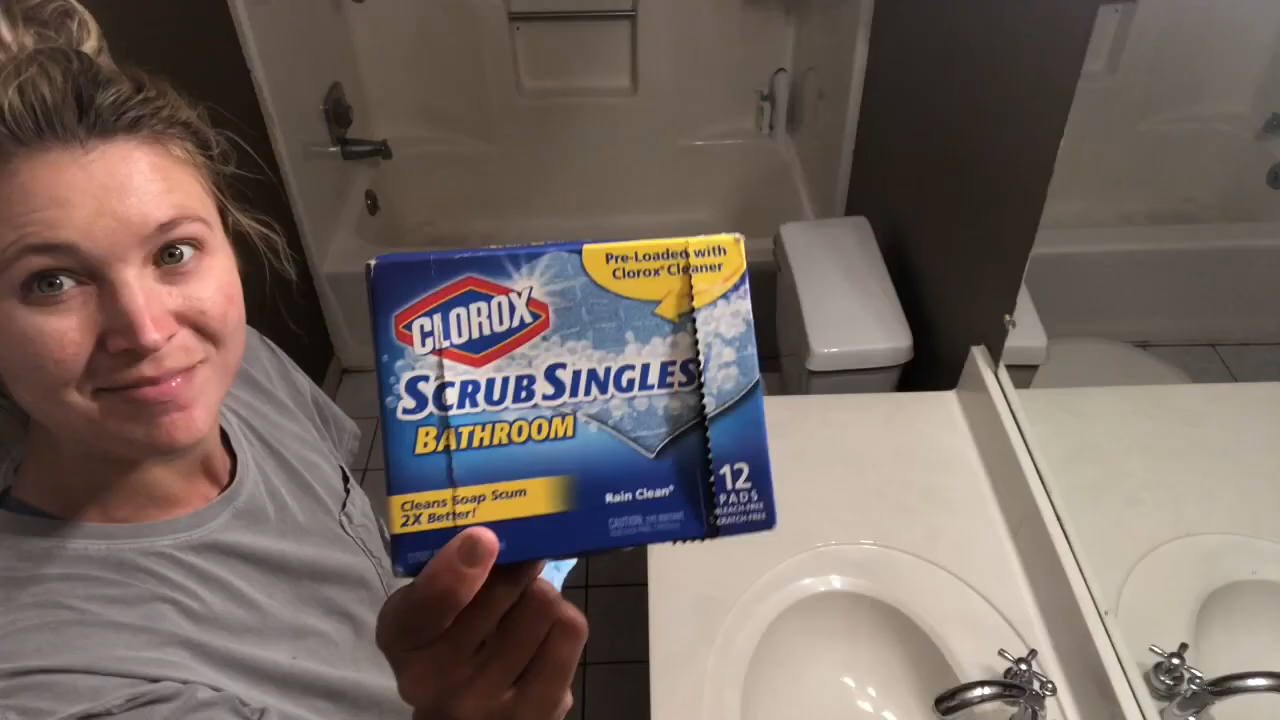 Pre-Loaded with
Clorox® Cleaner
CLOROX
SCRUB SINGLES
BATHROOM
Cleans Soap Scum
2X Better!
Rain Clean®
12
PADS
BLEACH-FREE
SCRATCH-FREE